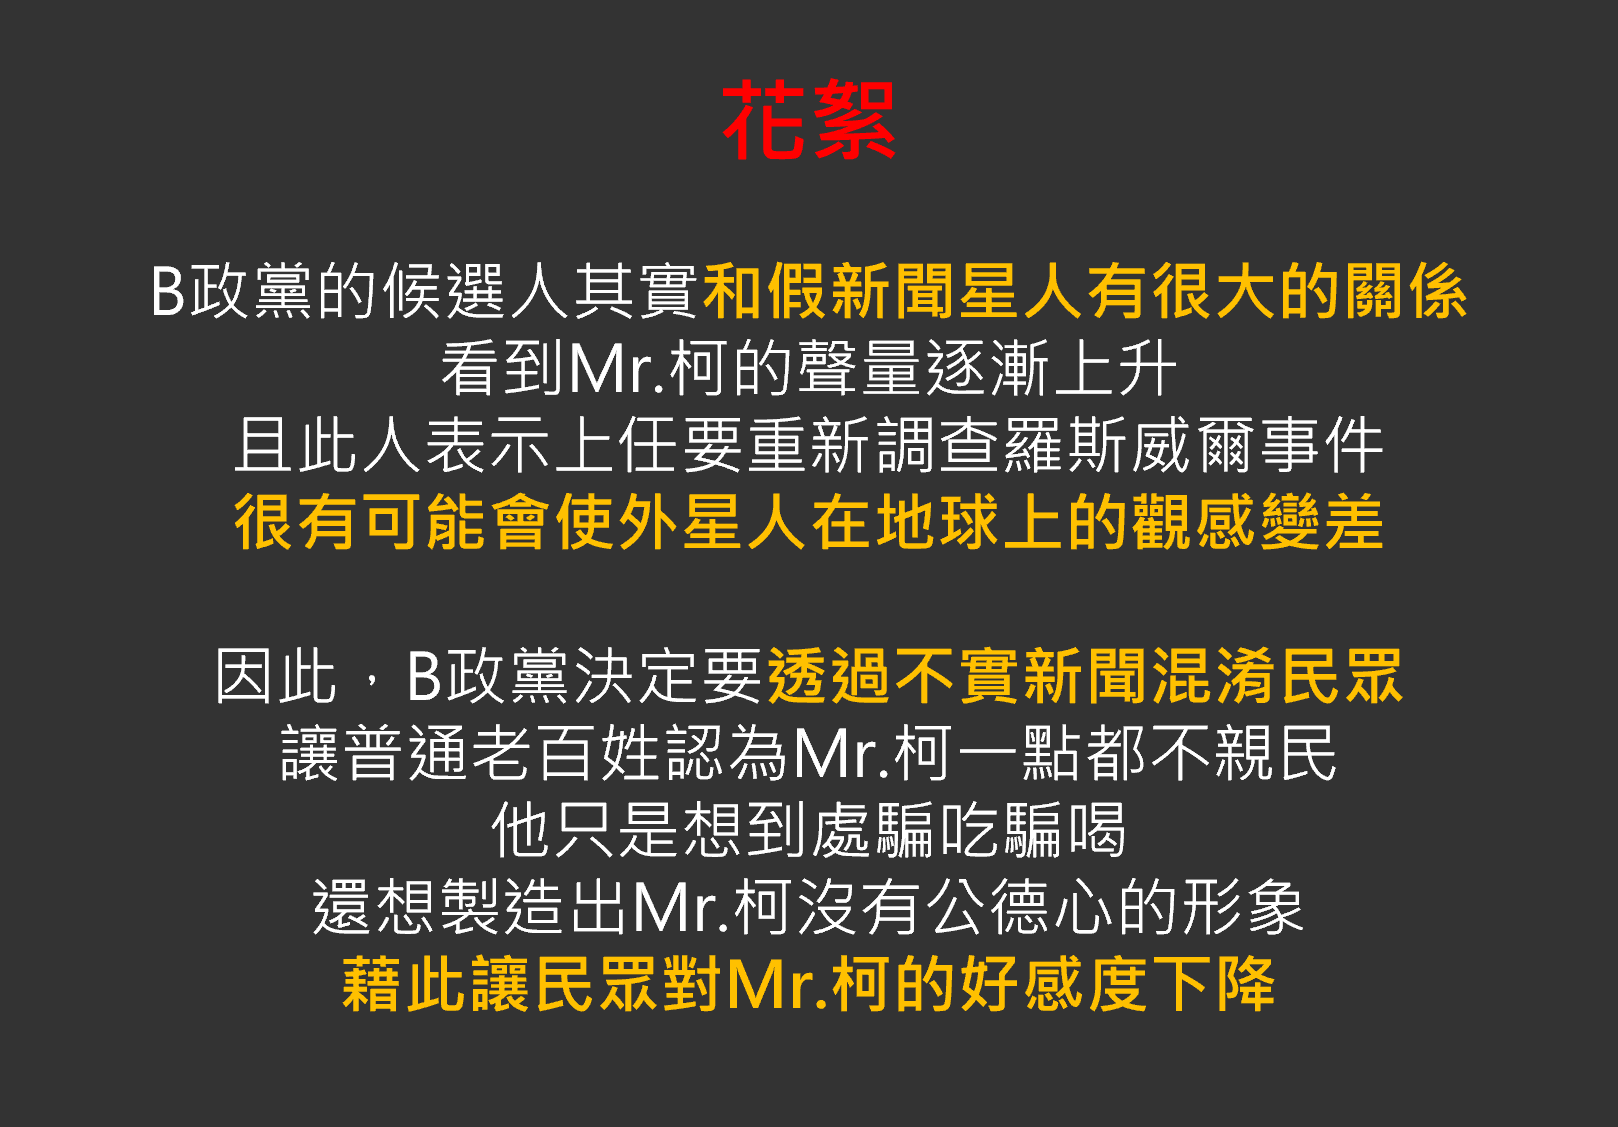 花絮
B政黨的候選人其實和假新聞星人有很大的關係
看到Mr.柯的聲量逐漸上升
且此人表示上任要重新調查羅斯威爾事件
很有可能會使外星人在地球上的觀感變差
因此，B政黨決定要透過不實新聞混淆民眾
讓普通老百姓認為Mr.柯一點都不親民
他只是想到處騙吃騙喝
還想製造出Mr.柯沒有公德心的形象
藉此讓民眾對Mr.柯的好感度下降